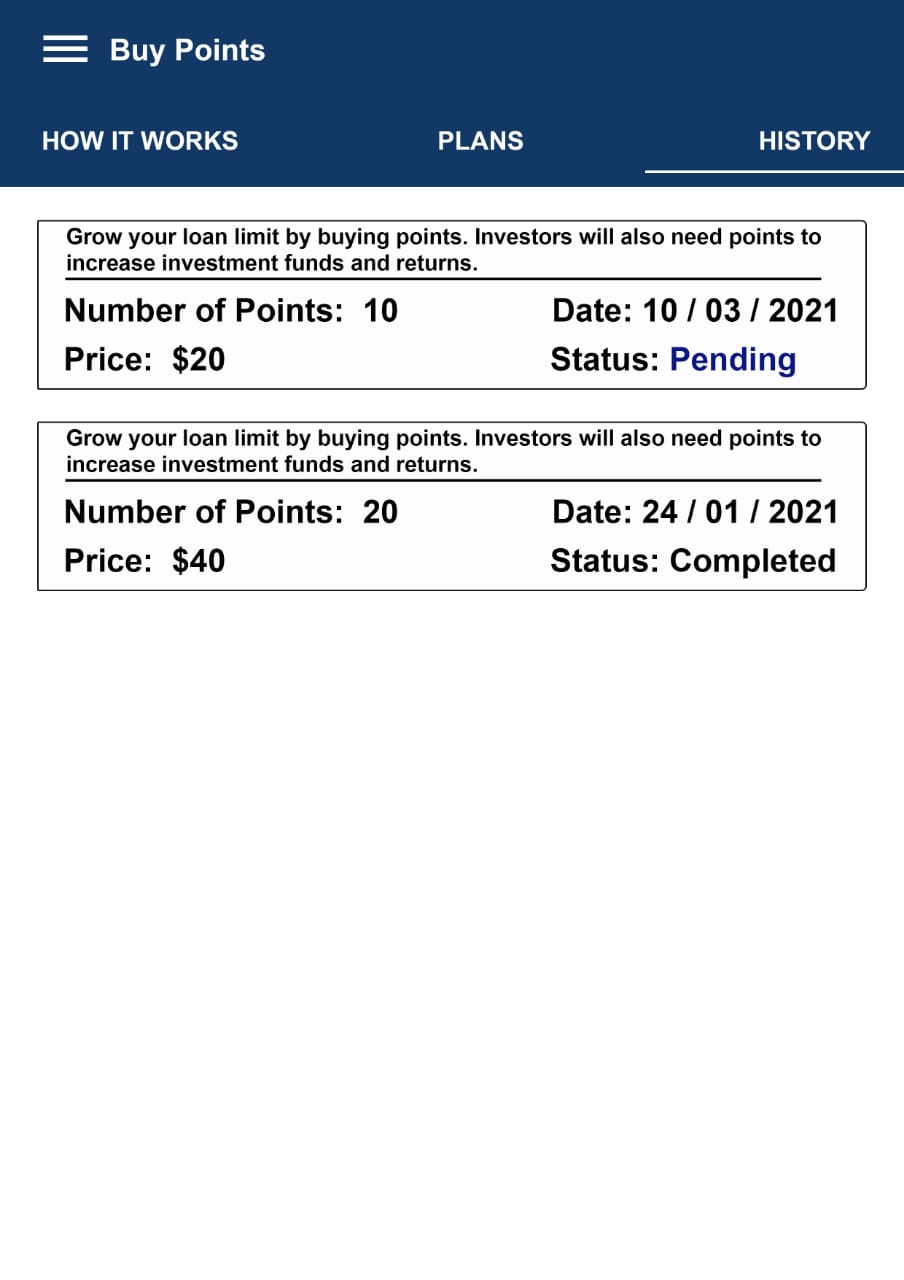 Buy Points
HOW IT WORKS PLANS HISTORY
Grow your loan limit by buying points. Investors will also need points to
increase investment funds and returns.
Number of Points: 10 Date: 10 / 03 / 2021
Price: $20 Status: Pending
Grow your loan limit by buying points. Investors will also need points to
increase investment funds and returns.
Number of Points: 20 Date: 24 / 01 / 2021
Price: $40 Status: Completed